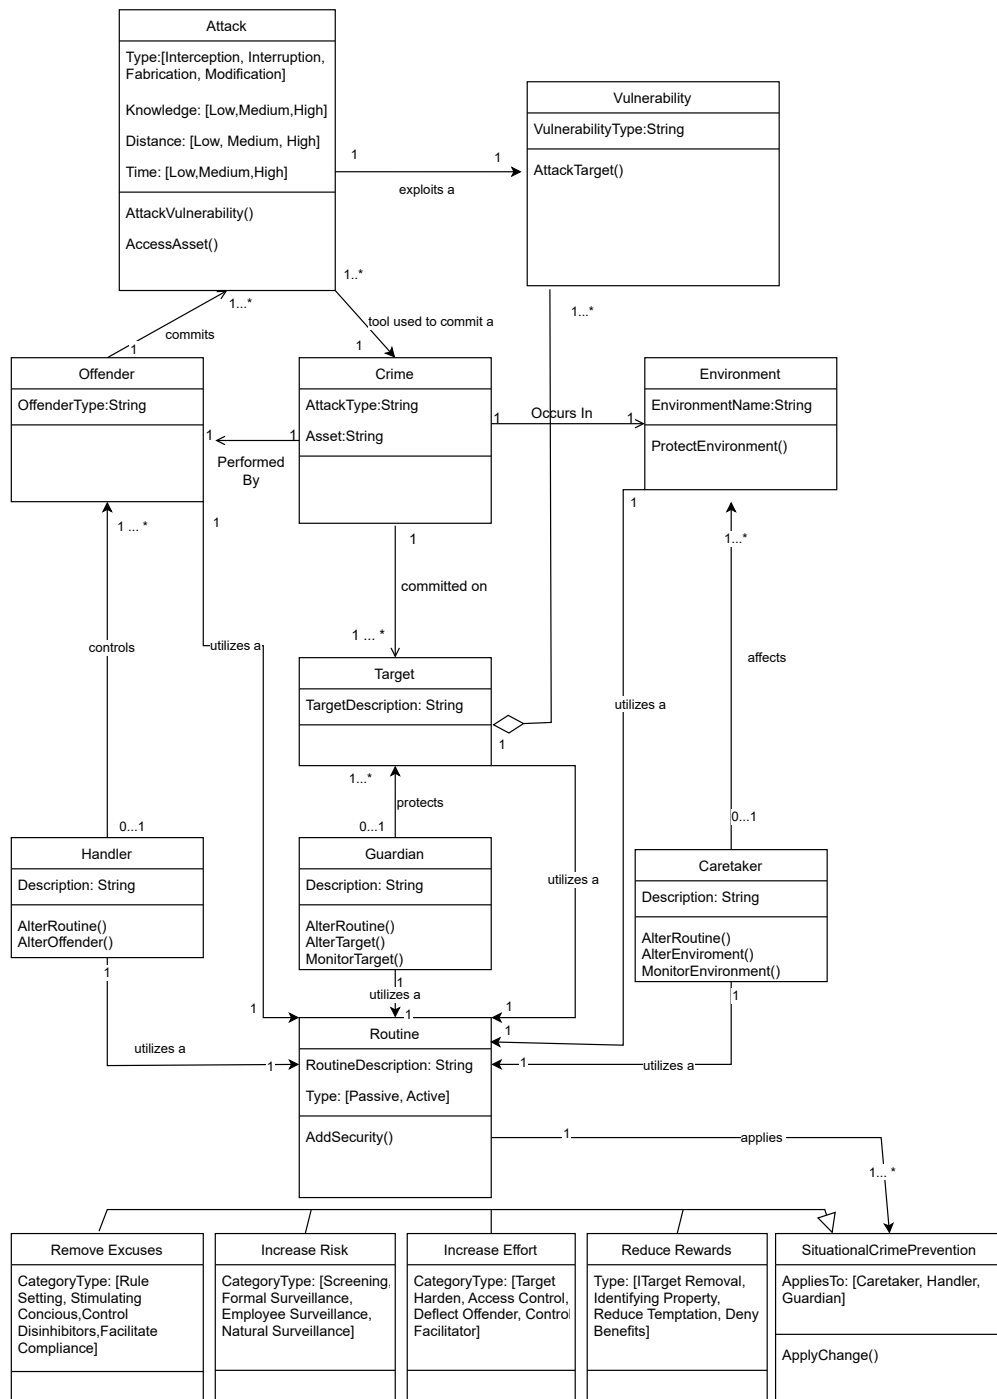 Attack
Type:[Interception, Interruption,
Fabrication, Modification]
Knowledge: [Low,Medium,High]
Distance: [Low, Medium, High]
Time: [Low,Medium,High]
AttackVulnerability()
AccessAsset()
Vulnerability
VulnerabilityType:String
AttackTarget()
1
1
exploits a
1..*
1...*
1...*
tool used to commit a
commits
1
1
Offender
OffenderType:String
Crime
AttackType:String
Asset:String
Environment
EnvironmentName:String
ProtectEnvironment()
1
Occurs In
1
1
1
Performed
By
1
1
1 ... *
1
1...*
committed on
1 ... *
controls
utilizes a
affects
Target
TargetDescription: String
utilizes a
1
1...*
protects
0...1
0...1
0...1
Handler
Description: String
AlterRoutine()
AlterOffender()
Guardian
Description: String
AlterRoutine()
AlterTarget()
MonitorTarget()
utilizes a
Caretaker
Description: String
AlterRoutine()
AlterEnviroment()
MonitorEnvironment()
1
1
utilizes a
1
1
1
1
1
Routine
RoutineDescription: String
Type: [Passive, Active]
AddSecurity()
utilizes a
1
1
utilizes a
1
applies
1... *
Remove Excuses
CategoryType: [Rule
Setting, Stimulating
Concious,Control
Disinhibitors,Facilitate
Compliance]
Increase Risk
CategoryType: [Screening,
Formal Surveillance,
Employee Surveillance,
Natural Surveillance]
Increase Effort
CategoryType: [Target
Harden, Access Control,
Deflect Offender, Control
Facilitator]
Reduce Rewards
Type: [ITarget Removal,
Identifying Property,
Reduce Temptation, Deny
Benefits]
SituationalCrimePrevention
AppliesTo: [Caretaker, Handler,
Guardian]
ApplyChange()